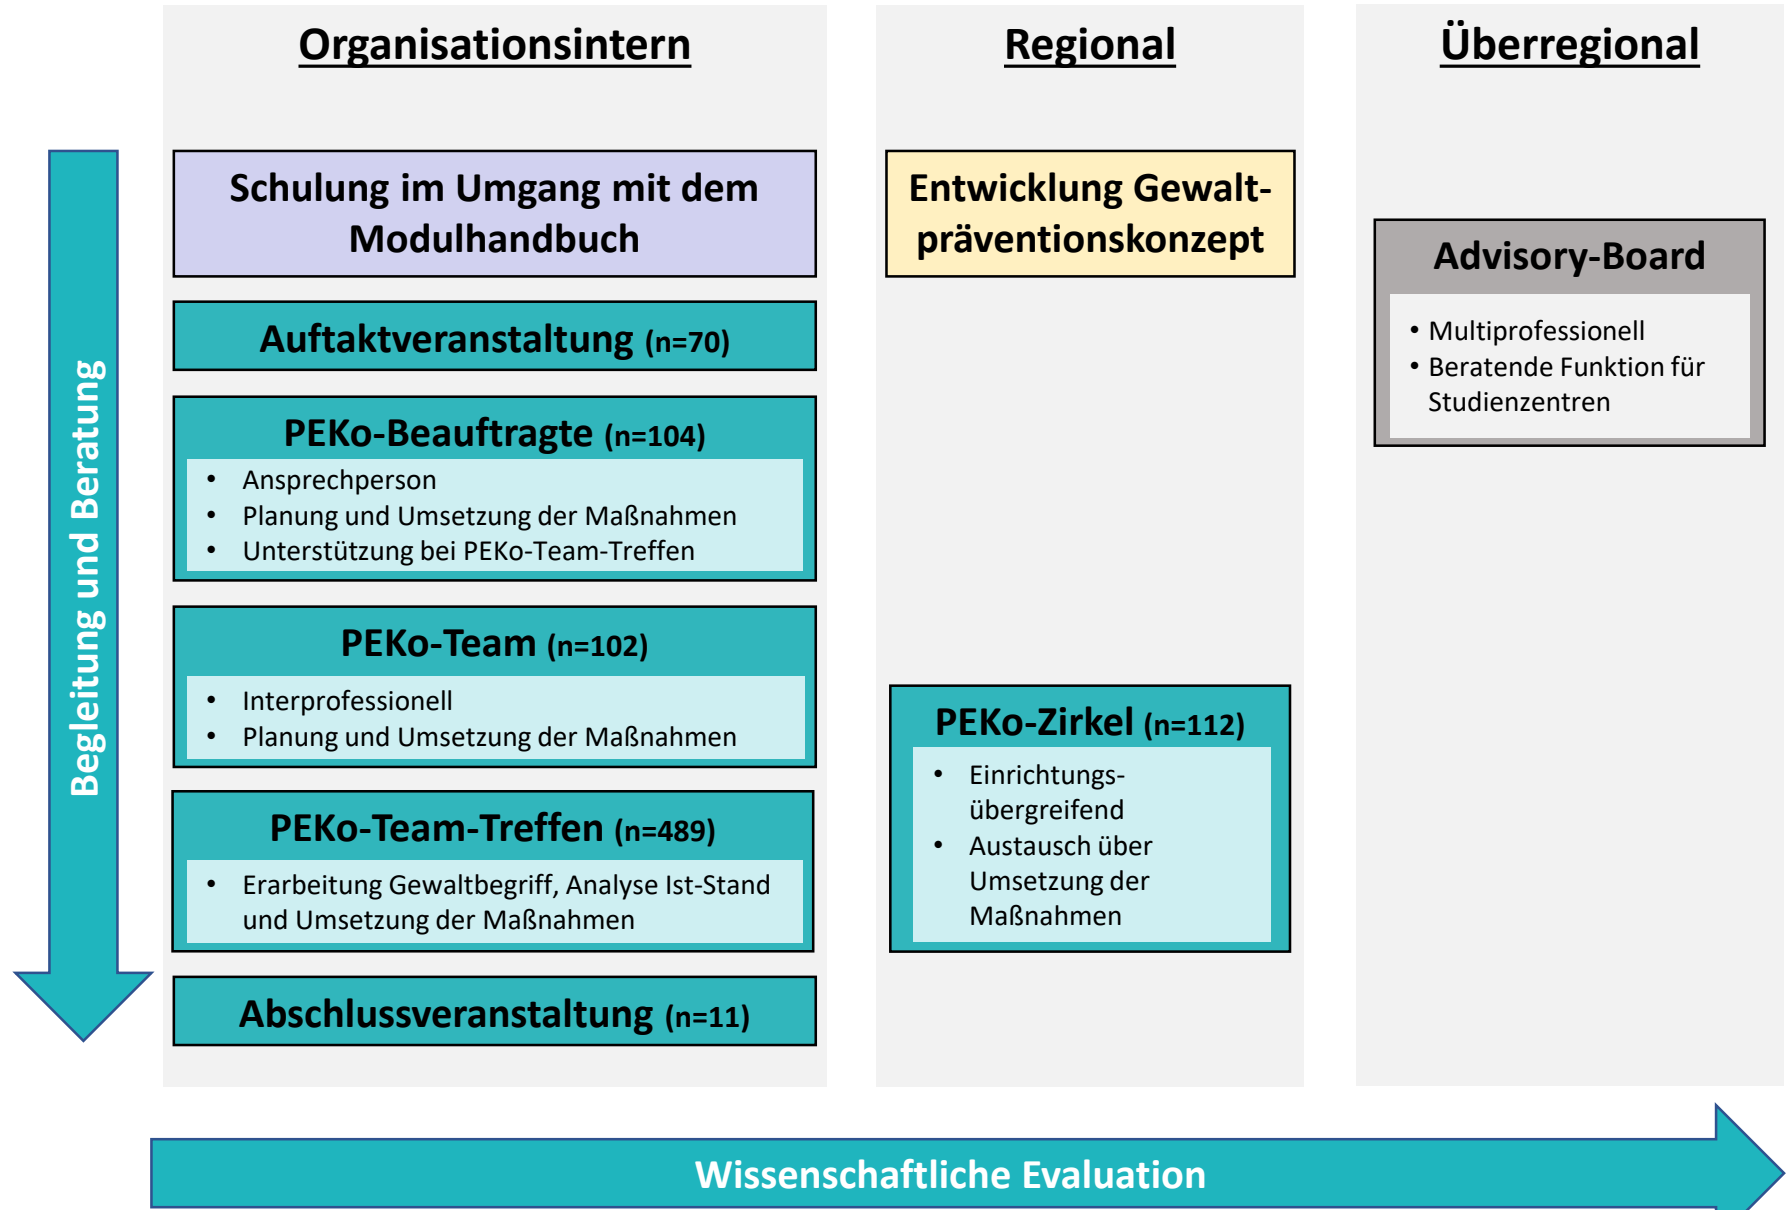 Organisationsintern
Schulung im Umgang mit dem
Modulhandbuch
Auftaktveranstaltung (n=70)
PEKo-Beauftragte (n=104)
• Ansprechperson
• Planung und Umsetzung der Maßnahmen
• Unterstützung bei PEKo-Team-Treffen
PEKo-Team (n=102)
• Interprofessionell
• Planung und Umsetzung der Maßnahmen
PEKo-Team-Treffen (n=489)
• Erarbeitung Gewaltbegriff, Analyse Ist-Stand
und Umsetzung der Maßnahmen
Abschlussveranstaltung (n=11)
Regional
Entwicklung Gewalt-
präventionskonzept
PEKo-Zirkel (n=112)
• Einrichtungs-
übergreifend
• Austausch über
Umsetzung der
Maßnahmen
Überregional
Advisory-Board
• Multiprofessionell
• Beratende Funktion für
Studienzentren
Begleitung und Beratung
Wissenschaftliche Evaluation